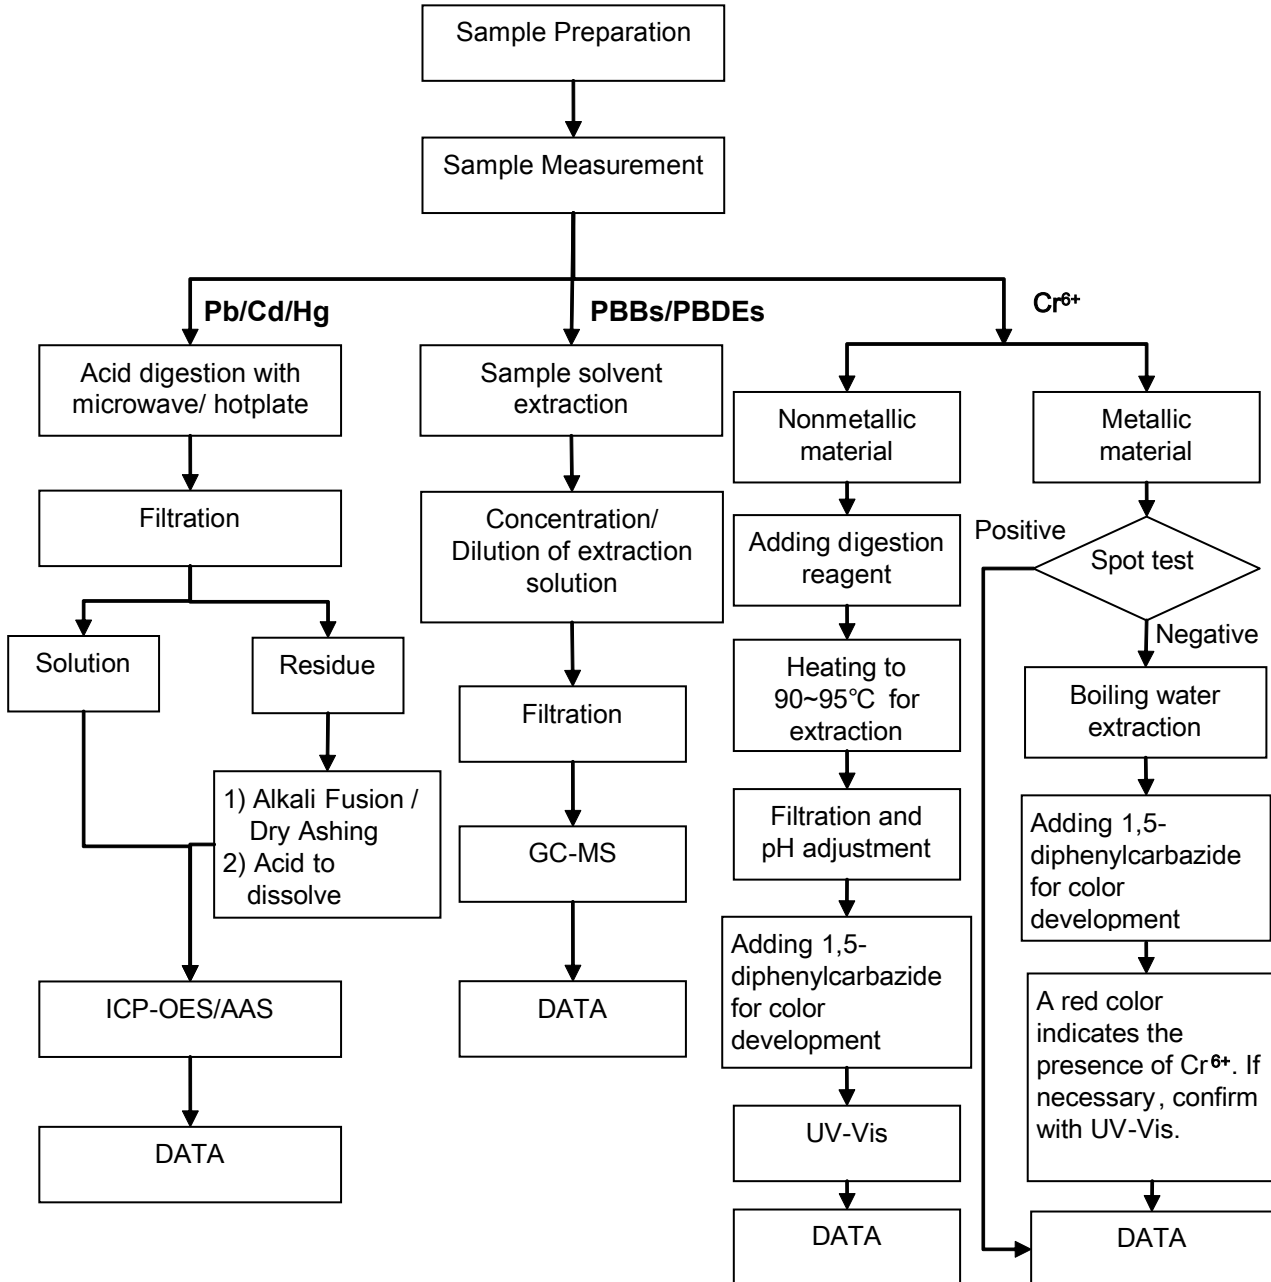 Sample Preparation
Sample Measurement
Pb/Cd/Hg
PBBs/PBDEs
Cr⁶⁺
Acid digestion with
microwave/ hotplate
Filtration
Solution
Residue
1) Alkali Fusion /
Dry Ashing
2) Acid to
dissolve
ICP-OES/AAS
DATA
Sample solvent
extraction
Concentration/
Dilution of extraction
solution
Filtration
GC-MS
DATA
Nonmetallic
material
Adding digestion
reagent
Heating to
90~95℃ for
extraction
Filtration and
pH adjustment
Adding 1,5-
diphenylcarbazide
for color
development
UV-Vis
DATA
Metallic
material
Positive
Spot test
Negative
Boiling water
extraction
Adding 1,5-
diphenylcarbazide
for color
development
A red color
indicates the
presence of Cr⁶⁺. If
necessary, confirm
with UV-Vis.
DATA